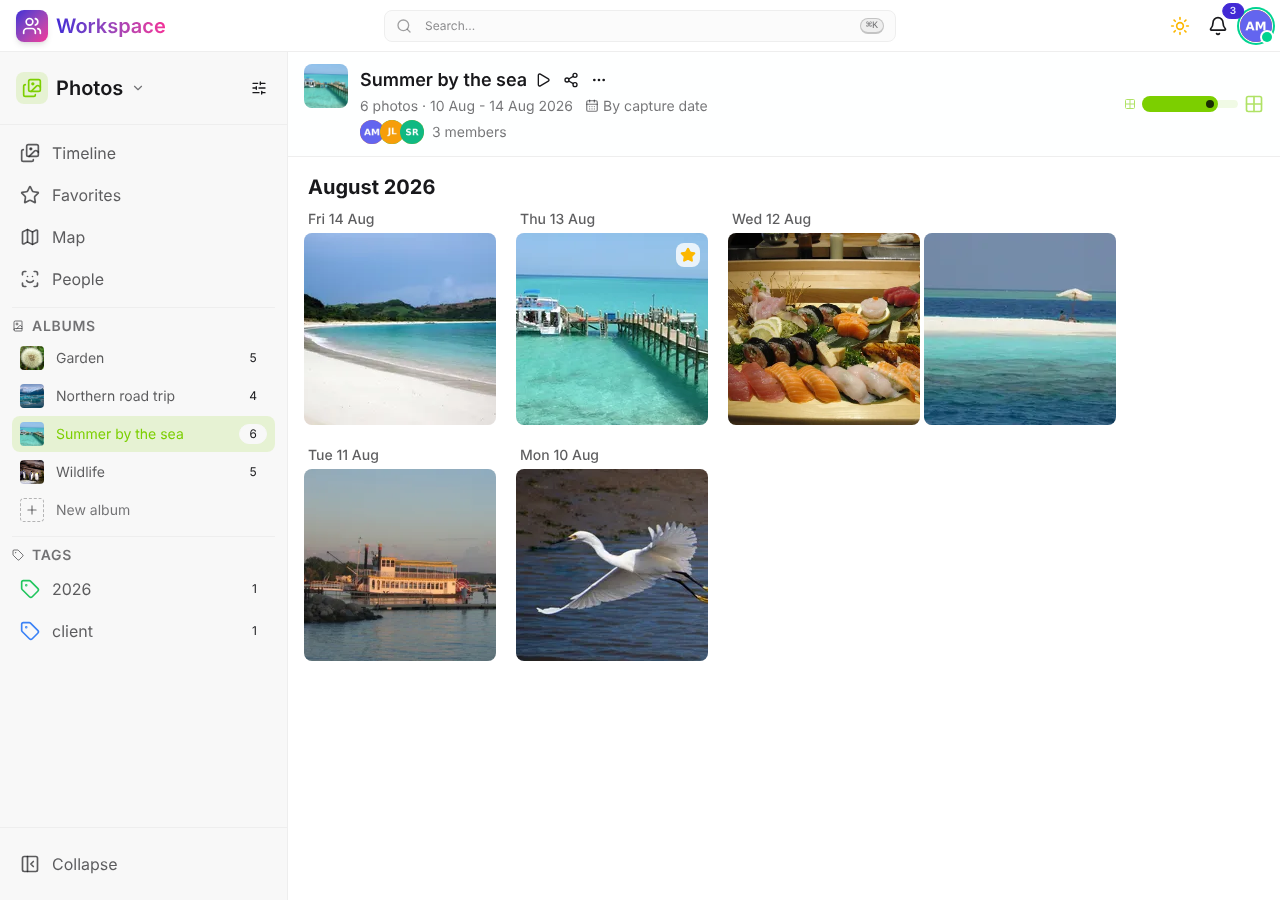 Workspace
Search...
⌘K
3
AM
Photos
Timeline
Favorites
Map
People
ALBUMS
Garden 5
Northern road trip 4
Summer by the sea 6
Wildlife 5
New album
TAGS
2026 1
client 1
Collapse
Summer by the sea
6 photos · 10 Aug - 14 Aug 2026 By capture date
AM JL SR 3 members
August 2026
Fri 14 Aug
Thu 13 Aug
Wed 12 Aug
Tue 11 Aug
Mon 10 Aug